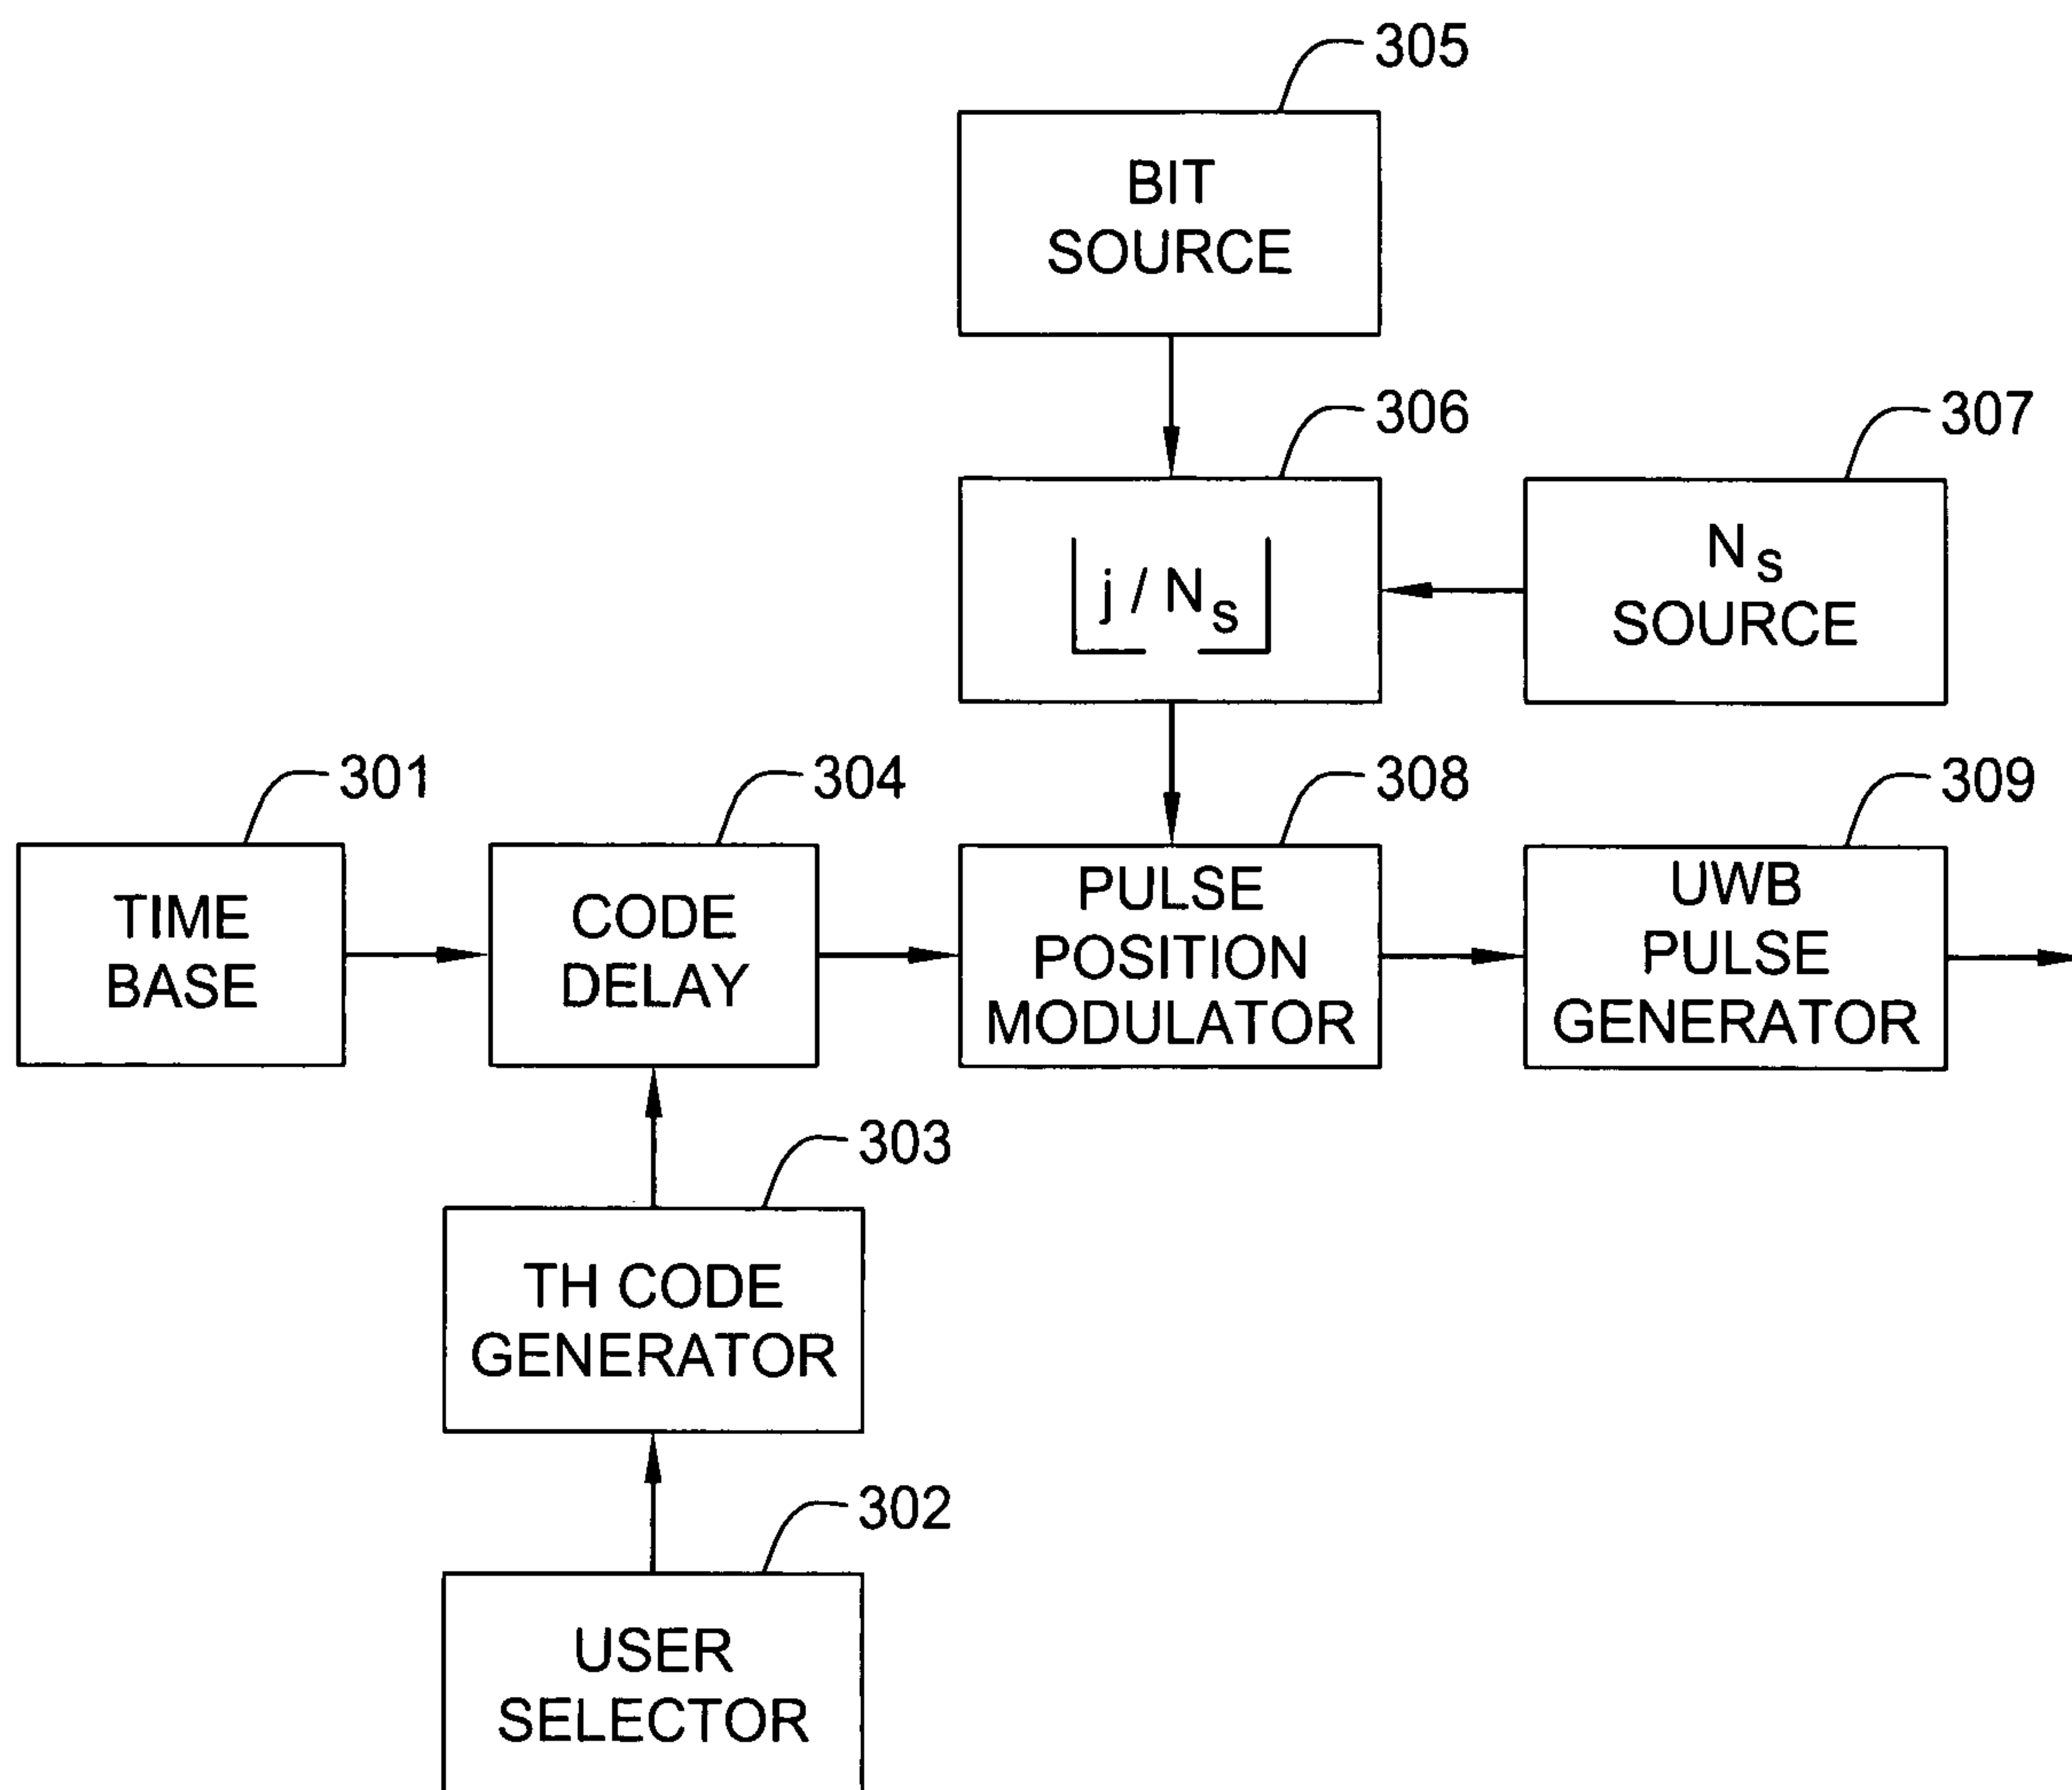 305
BIT
SOURCE
306
307
⌊j / Ns⌋
Ns
SOURCE
301
304
308
309
TIME
BASE
CODE
DELAY
PULSE
POSITION
MODULATOR
UWB
PULSE
GENERATOR
303
TH CODE
GENERATOR
302
USER
SELECTOR